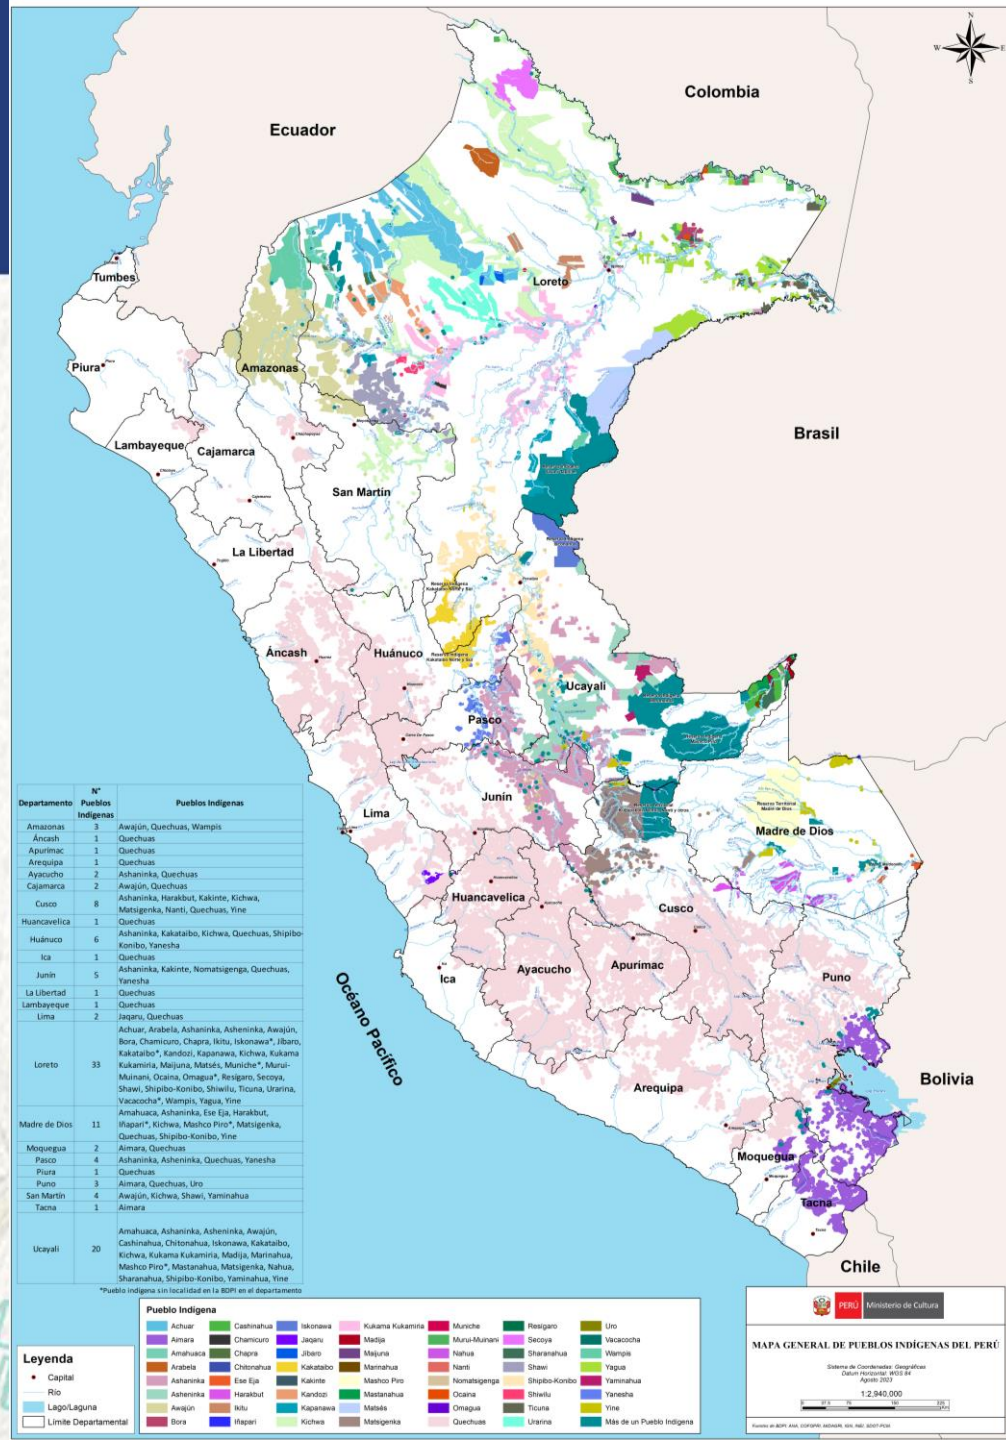 N
W
E
S
Colombia
Ecuador
Tumbes
Loreto
Piura
Amazonas
Lambayeque
Cajamarca
Brasil
San Martín
La Libertad
Áncash
Huánuco
Ucayali
Pasco
Junín
Lima
Madre de Dios
Reserva Territorial
Madre de Dios
Huancavelica
Cusco
Ayacucho
Apurímac
Ica
Puno
Océano Pacífico
Arequipa
Bolivia
Moquegua
Tacna
Chile
Departamento N° Pueblos Indígenas Pueblos Indígenas
Amazonas 3 Awajún, Quechuas, Wampis
Áncash 1 Quechuas
Apurímac 1 Quechuas
Arequipa 1 Quechuas
Ayacucho 2 Ashaninka, Quechuas
Cajamarca 2 Awajún, Quechuas
Cusco 8 Ashaninka, Harakbut, Kakinte, Kichwa,
Matsigenka, Nanti, Quechuas, Yine
Huancavelica 1 Quechuas
Huánuco 6 Ashaninka, Kakataibo, Kichwa, Quechuas, Shipibo-
Konibo, Yanesha
Ica 1 Quechuas
Junín 5 Ashaninka, Kakinte, Nomatsigenga, Quechuas,
Yanesha
La Libertad 1 Quechuas
Lambayeque 1 Quechuas
Lima 2 Jaqaru, Quechuas
Loreto 33 Achuar, Arabela, Ashaninka, Asheninka, Awajún,
Bora, Chamicuro, Chapra, Ikitu, Iskonawa*, Jíbaro,
Kakataibo*, Kandozi, Kapanawa, Kichwa, Kukama
Kukamiria, Maijuna, Matsés, Muniche*, Murui-
Muinani, Ocaina, Omagua*, Resígaro, Secoya,
Shawi, Shipibo-Konibo, Shiwilu, Ticuna, Urarina,
Vacacocha*, Wampis, Yagua, Yine
Madre de Dios 11 Amahuaca, Ashaninka, Ese Eja, Harakbut,
Iñapari*, Kichwa, Mashco Piro*, Matsigenka,
Quechuas, Shipibo-Konibo, Yine
Moquegua 2 Aimara, Quechuas
Pasco 4 Ashaninka, Asheninka, Quechuas, Yanesha
Piura 1 Quechuas
Puno 3 Aimara, Quechuas, Uro
San Martín 4 Awajún, Kichwa, Shawi, Yaminahua
Tacna 1 Aimara
Ucayali 20 Amahuaca, Ashaninka, Asheninka, Awajún,
Cashinahua, Chitonahua, Iskonawa, Kakataibo,
Kichwa, Kukama Kukamiria, Madija, Marinahua,
Mashco Piro*, Mastanahua, Matsigenka, Nahua,
Sharanahua, Shipibo-Konibo, Yaminahua, Yine
*Pueblo indígena sin localidad en la BDPI en el departamento
Leyenda
Capital
Río
Lago/Laguna
Límite Departamental
Pueblo Indígena
Achuar Cashinahua Iskonawa Kukama Kukamiria Muniche Resígaro Uro
Aimara Chamicuro Jaqaru Madija Murui-Muinani Secoya Vacacocha
Amahuaca Chapra Jíbaro Maijuna Nahua Sharanahua Wampis
Arabela Chitonahua Kakataibo Marinahua Nanti Shawi Yagua
Ashaninka Ese Eja Kakinte Mashco Piro Nomatsigenga Shipibo-Konibo Yaminahua
Asheninka Harakbut Kandozi Mastanahua Ocaina Shiwilu Yanesha
Awajún Ikitu Kapanawa Matsés Omagua Ticuna Yine
Bora Iñapari Kichwa Matsigenka Quechuas Urarina Más de un Pueblo Indígena
PERÚ Ministerio de Cultura
MAPA GENERAL DE PUEBLOS INDÍGENAS DEL PERÚ
Sistema de Coordenadas: Geográficas
Datum Horizontal: WGS 84
Agosto 2023
1:2,940,000